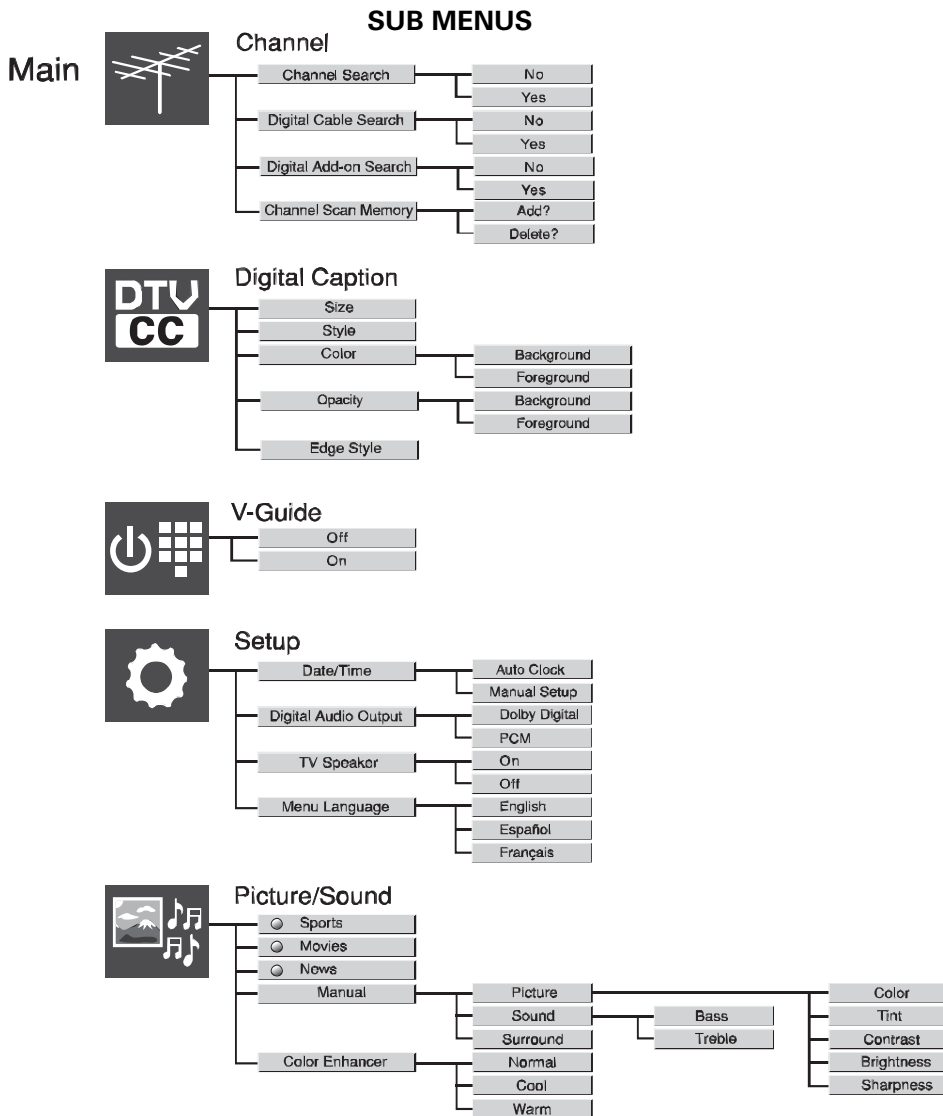 SUB MENUS
Main
Channel
Channel Search
No
Yes
Digital Cable Search
No
Yes
Digital Add-on Search
No
Yes
Channel Scan Memory
Add?
Delete?
DTV
CC
Digital Caption
Size
Style
Color
Background
Foreground
Opacity
Background
Foreground
Edge Style
V-Guide
Off
On
Setup
Date/Time
Auto Clock
Manual Setup
Digital Audio Output
Dolby Digital
PCM
TV Speaker
On
Off
Menu Language
English
Español
Français
Picture/Sound
Sports
Movies
News
Manual
Picture
Color
Tint
Contrast
Brightness
Sharpness
Sound
Bass
Treble
Surround
Color Enhancer
Normal
Cool
Warm